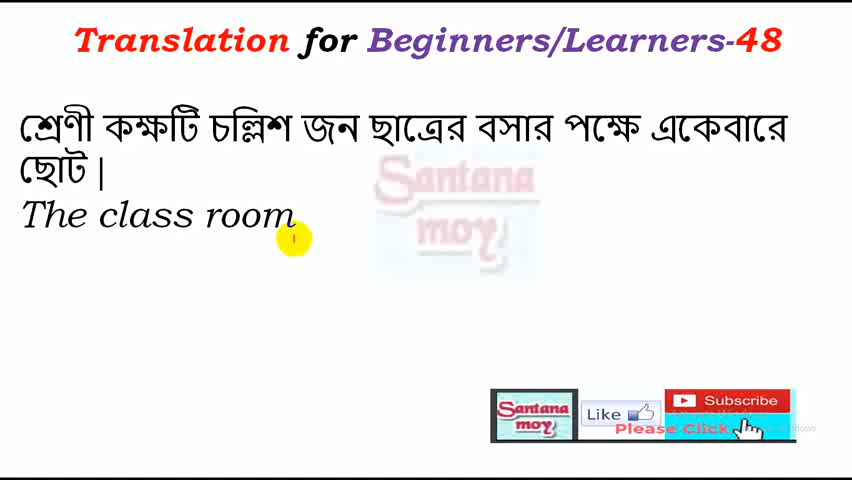 Translation for Beginners/Learners-48
শ্রেণী কক্ষটি চল্লিশ জন ছাত্রের বসার পক্ষে একেবারে
ছোট|
The class room
Santana
moy
Santana
moy
Like
Subscribe
Please Click